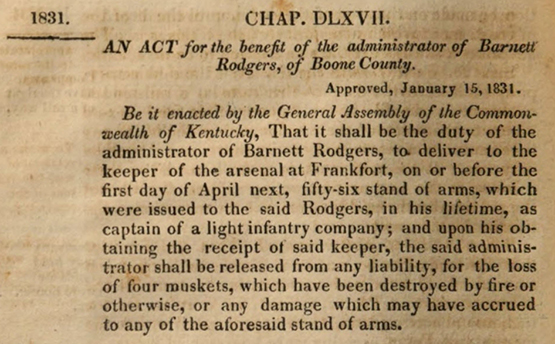 1831.
CHAP. DLXVII.
AN ACT for the benefit of the administrator of Barnett
Rodgers, of Boone County.
Approved, January 15, 1831.
Be it enacted by the General Assembly of the Common-
wealth of Kentucky, That it shall be the duty of the
administrator of Barnett Rodgers, to deliver to the
keeper of the arsenal at Frankfort, on or before the
first day of April next, fifty-six stand of arms, which
were issued to the said Rodgers, in his lifetime, as
captain of a light infantry company; and upon his ob-
taining the receipt of said keeper, the said adminis-
trator shall be released from any liability, for the loss
of four muskets, which have been destroyed by fire or
otherwise, or any damage which may have accrued
to any of the aforesaid stand of arms.